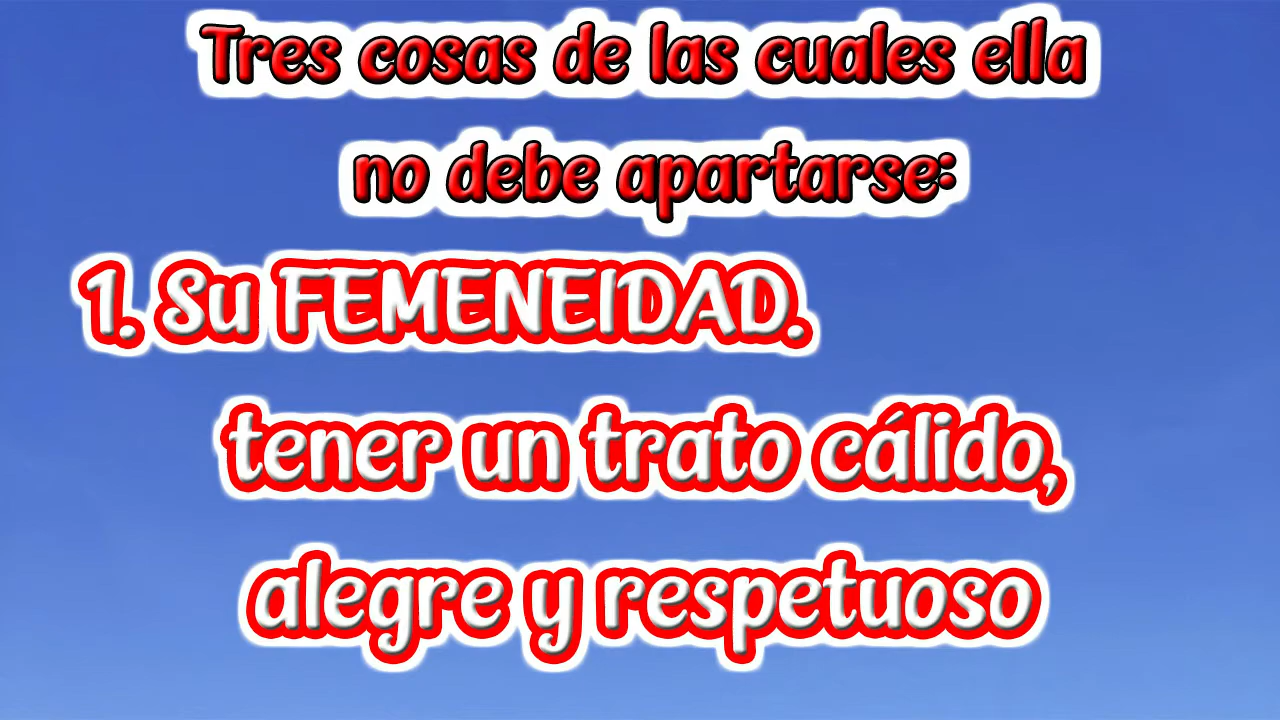 Tres cosas de las cuales ella
no debe apartarse:
1. Su FEMENEIDAD.
tener un trato cálido,
alegre y respetuoso